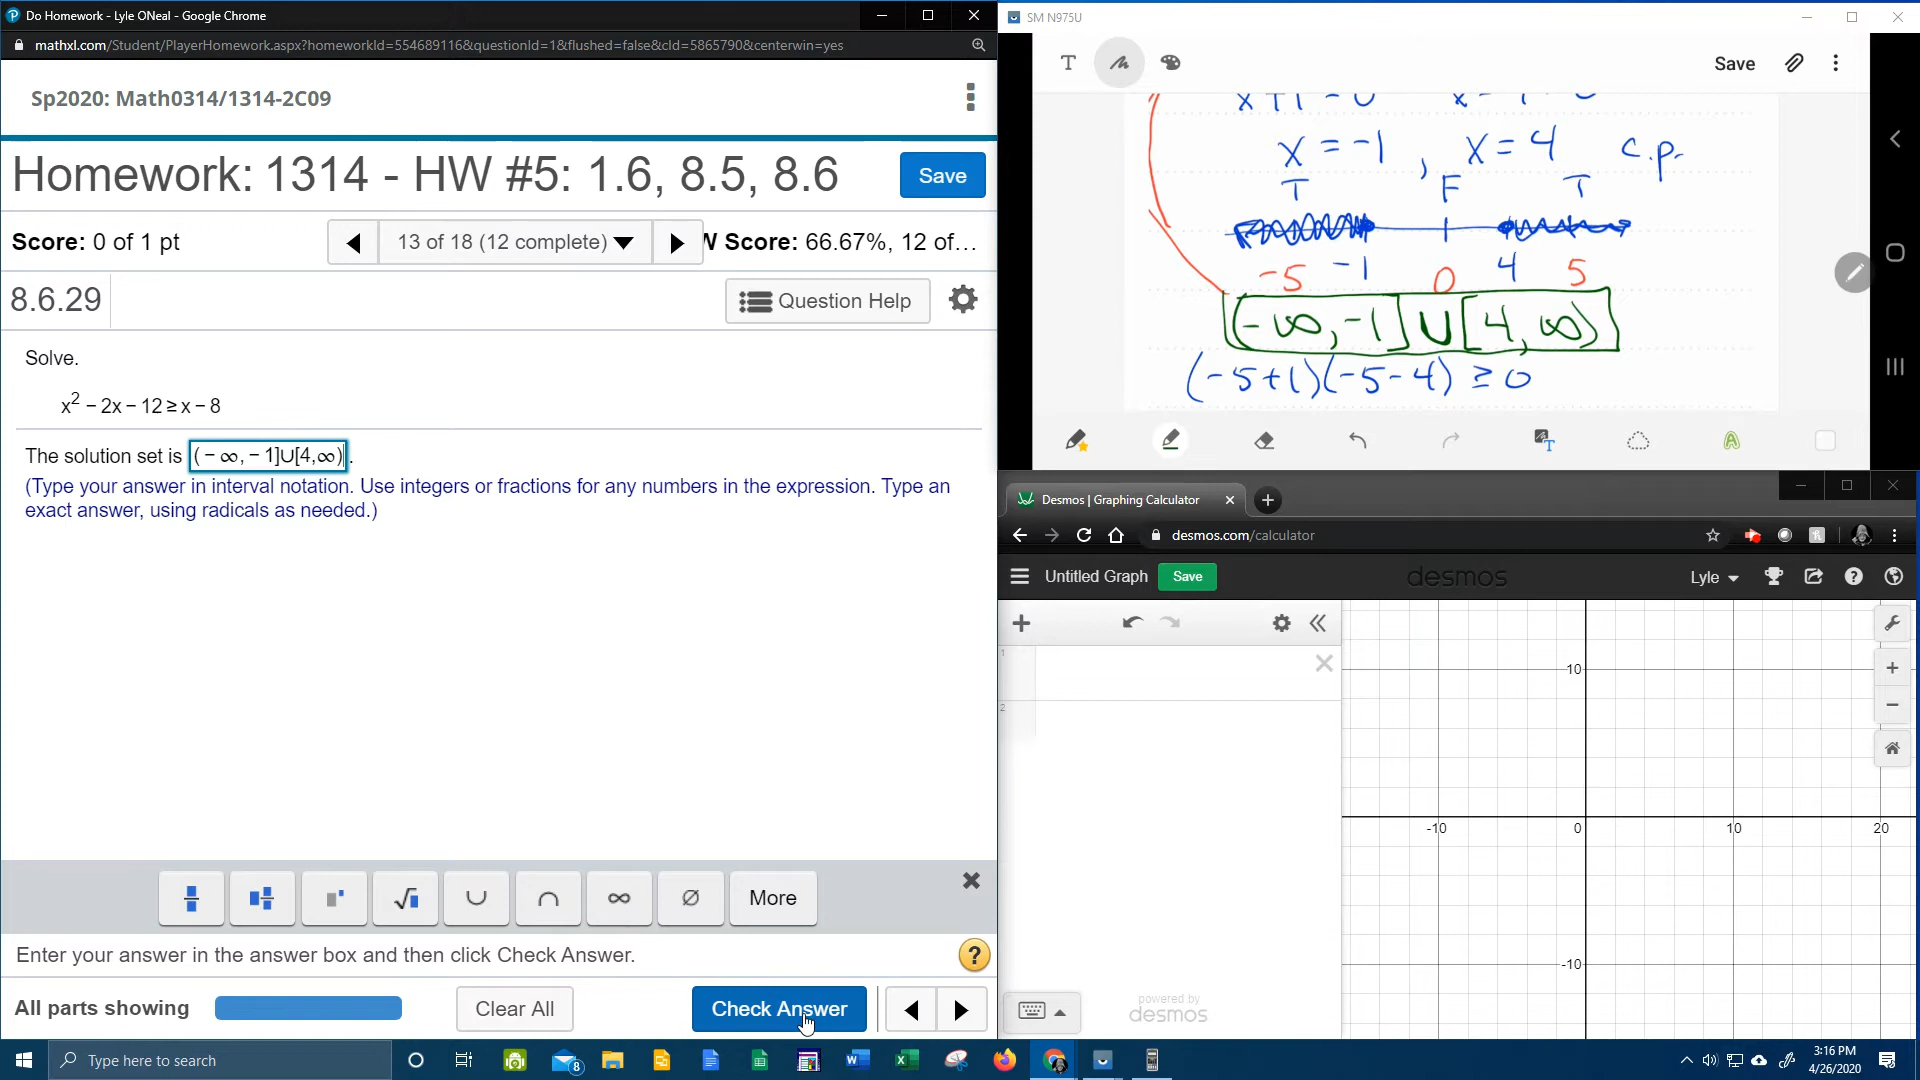 Do Homework - Lyle ONeal - Google Chrome
mathxl.com/Student/PlayerHomework.aspx?homeworkId=554689116&questionId=1&flushed=false&cId=5865790&centerwin=yes
Sp2020: Math0314/1314-2C09
Homework: 1314 - HW #5: 1.6, 8.5, 8.6
Save
Score: 0 of 1 pt
13 of 18 (12 complete)
W Score: 66.67%, 12 of…
8.6.29
Question Help
Solve.
x² − 2x − 12 ≥ x − 8
The solution set is (− ∞, − 1]∪[4,∞).
(Type your answer in interval notation. Use integers or fractions for any numbers in the expression. Type an
exact answer, using radicals as needed.)
∪ ∩ ∞ ∅ More
Enter your answer in the answer box and then click Check Answer.
?
All parts showing
Clear All
Check Answer
SM N975U
T
Save
x = -1 , x = 4 c.p.
T F T
-5 -1 0 4 5
(-∞, -1] ∪ [4, ∞)
(-5+1)(-5-4) ≥ 0
Desmos | Graphing Calculator
desmos.com/calculator
Untitled Graph
Save
desmos
Lyle
1
2
10
-10
0
10
20
-10
powered by
desmos
Type here to search
8
3:16 PM
4/26/2020